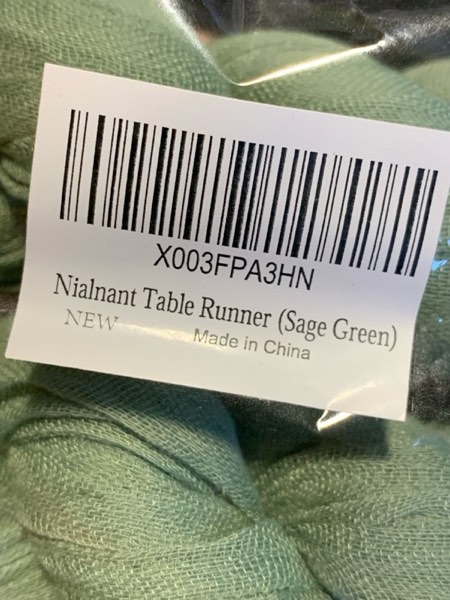 X003FPA3HN
Nialnant Table Runner (Sage Green)
NEW
Made in China